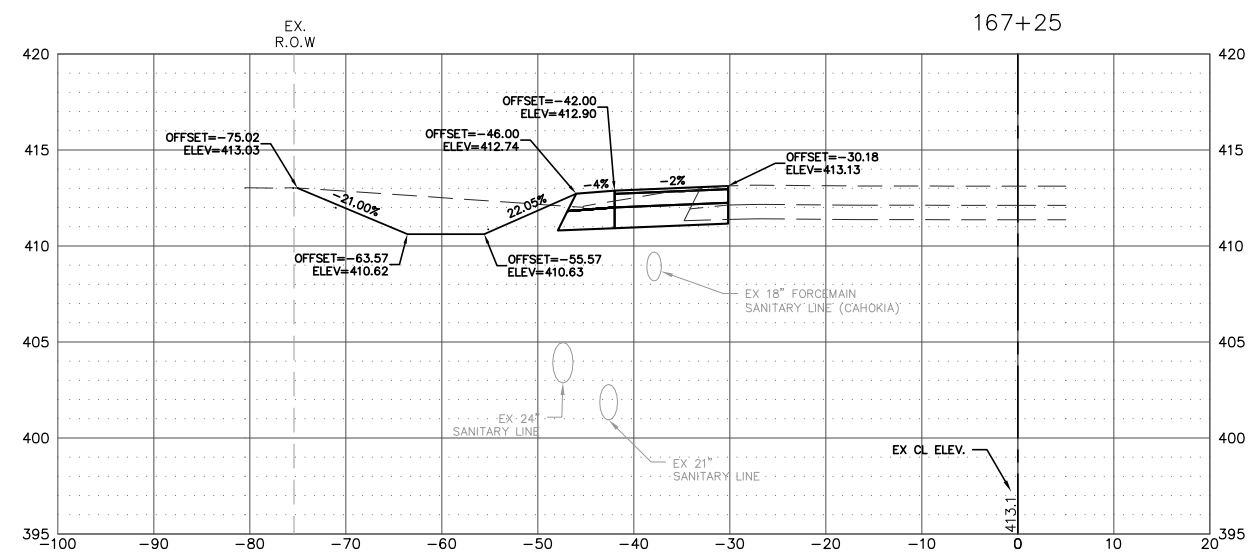 167+25
EX.
R.O.W
420
420
OFFSET=-42.00
ELEV=412.90
OFFSET=-75.02
ELEV=413.03
OFFSET=-46.00
ELEV=412.74
415
415
OFFSET=-30.18
ELEV=413.13
-4%
-2%
-21.00%
22.05%
410
410
OFFSET=-63.57
ELEV=410.62
OFFSET=-55.57
ELEV=410.63
EX 18" FORCEMAIN
SANITARY LINE (CAHOKIA)
405
405
EX 24"
SANITARY LINE
400
400
EX CL ELEV.
EX 21"
SANITARY LINE
413.1
395
395
-100
-90
-80
-70
-60
-50
-40
-30
-20
-10
0
10
20